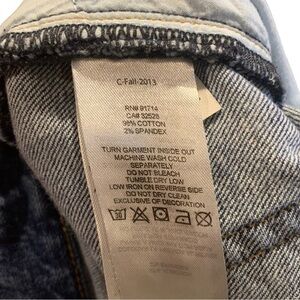 C-Fall-2013
RN# 91714
CA# 32528
98% COTTON
2% SPANDEX
TURN GARMENT INSIDE OUT
MACHINE WASH COLD
SEPARATELY
DO NOT BLEACH
TUMBLE DRY LOW
LOW IRON ON REVERSE SIDE
DO NOT DRY CLEAN
EXCLUSIVE OF DECORATION